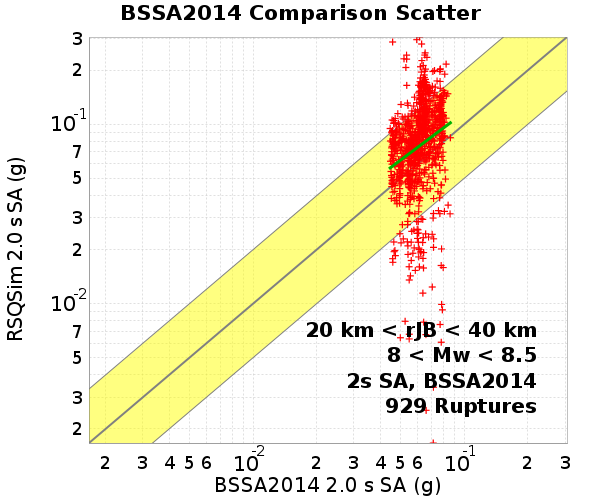 BSSA2014 Comparison Scatter
RSQSim 2.0 s SA (g)
3
2
10-1
7
5
3
2
10-2
7
5
3
2
20 km < rJB < 40 km
8 < Mw < 8.5
2s SA, BSSA2014
929 Ruptures
2 3 4 5 6 10-2 2 3 4 5 6 10-1 2 3
BSSA2014 2.0 s SA (g)